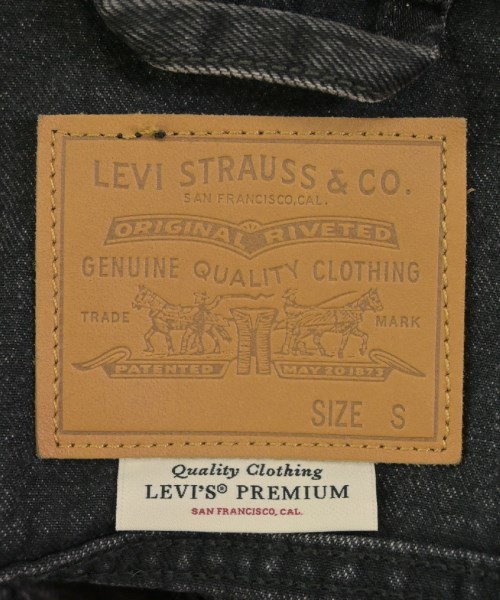 LEVI STRAUSS & CO.
SAN FRANCISCO, CAL.
ORIGINAL RIVETED
GENUINE QUALITY CLOTHING
TRADE MARK
PATENTED MAY 20 1873
SIZE S
Quality Clothing
LEVI'S® PREMIUM
SAN FRANCISCO, CAL.